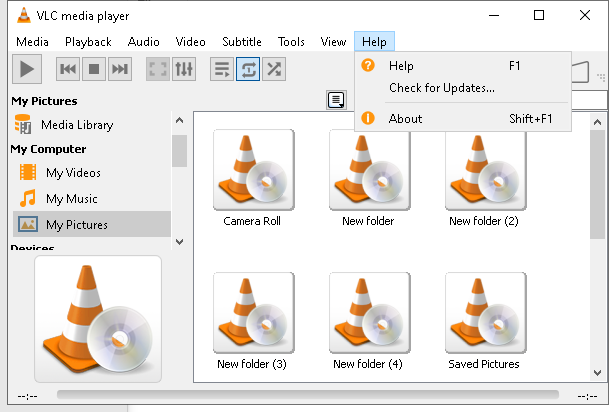 VLC media player
Media Playback Audio Video Subtitle Tools View Help
Help F1
Check for Updates...
About Shift+F1
My Pictures
Media Library
My Computer
My Videos
My Music
My Pictures
Devices
Camera Roll New folder New folder (2)
New folder (3) New folder (4) Saved Pictures
--:-- --:--